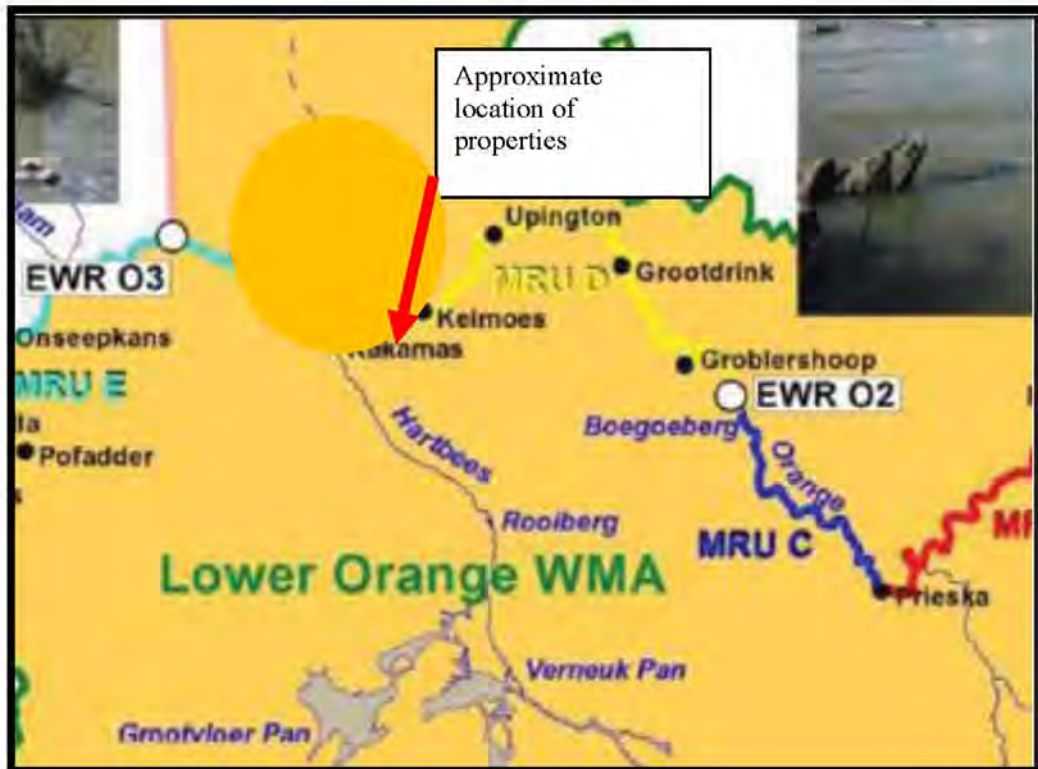 Approximate
location of
properties
Upington
EWR O3
MRU D
Grootdrink
Keimoes
Onseepkans
Kakamas
Groblershoop
MRU E
EWR O2
Boegoeberg
Hartbees
Orange
Pofadder
Rooiberg
MRU C
Lower Orange WMA
Prieska
Verneuk Pan
Grootvloer Pan